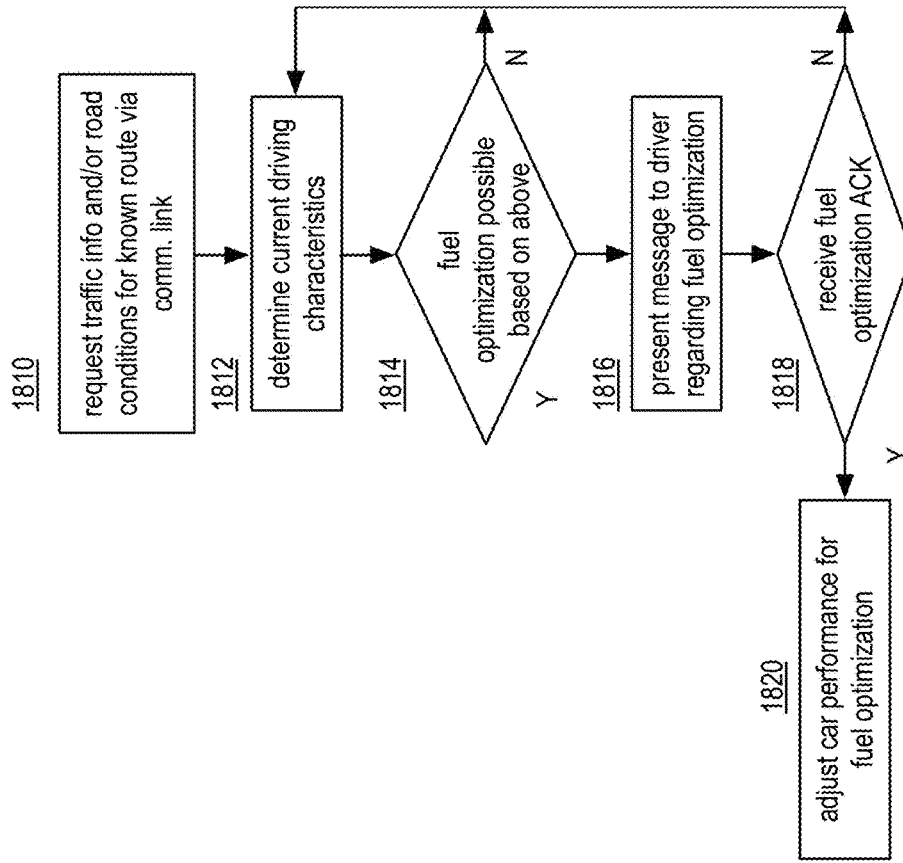 1810
request traffic info and/or road
conditions for known route via
comm. link
1812
determine current driving
characteristics
1814
fuel
optimization possible
based on above
N
Y
1816
present message to driver
regarding fuel optimization
1818
receive fuel
optimization ACK
N
Y
1820
adjust car performance for
fuel optimization